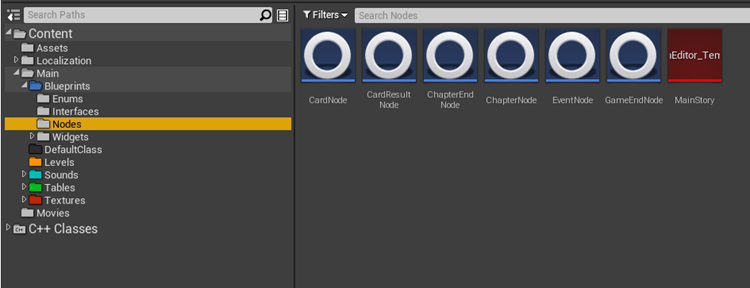 Search Paths
Filters
Search Nodes
Content
Assets
Localization
Main
Blueprints
Enums
Interfaces
Nodes
Widgets
DefaultClass
Levels
Sounds
Tables
Textures
Movies
C++ Classes
Editor_Tem
CardNode
CardResult
Node
ChapterEnd
Node
ChapterNode
EventNode
GameEndNode
MainStory